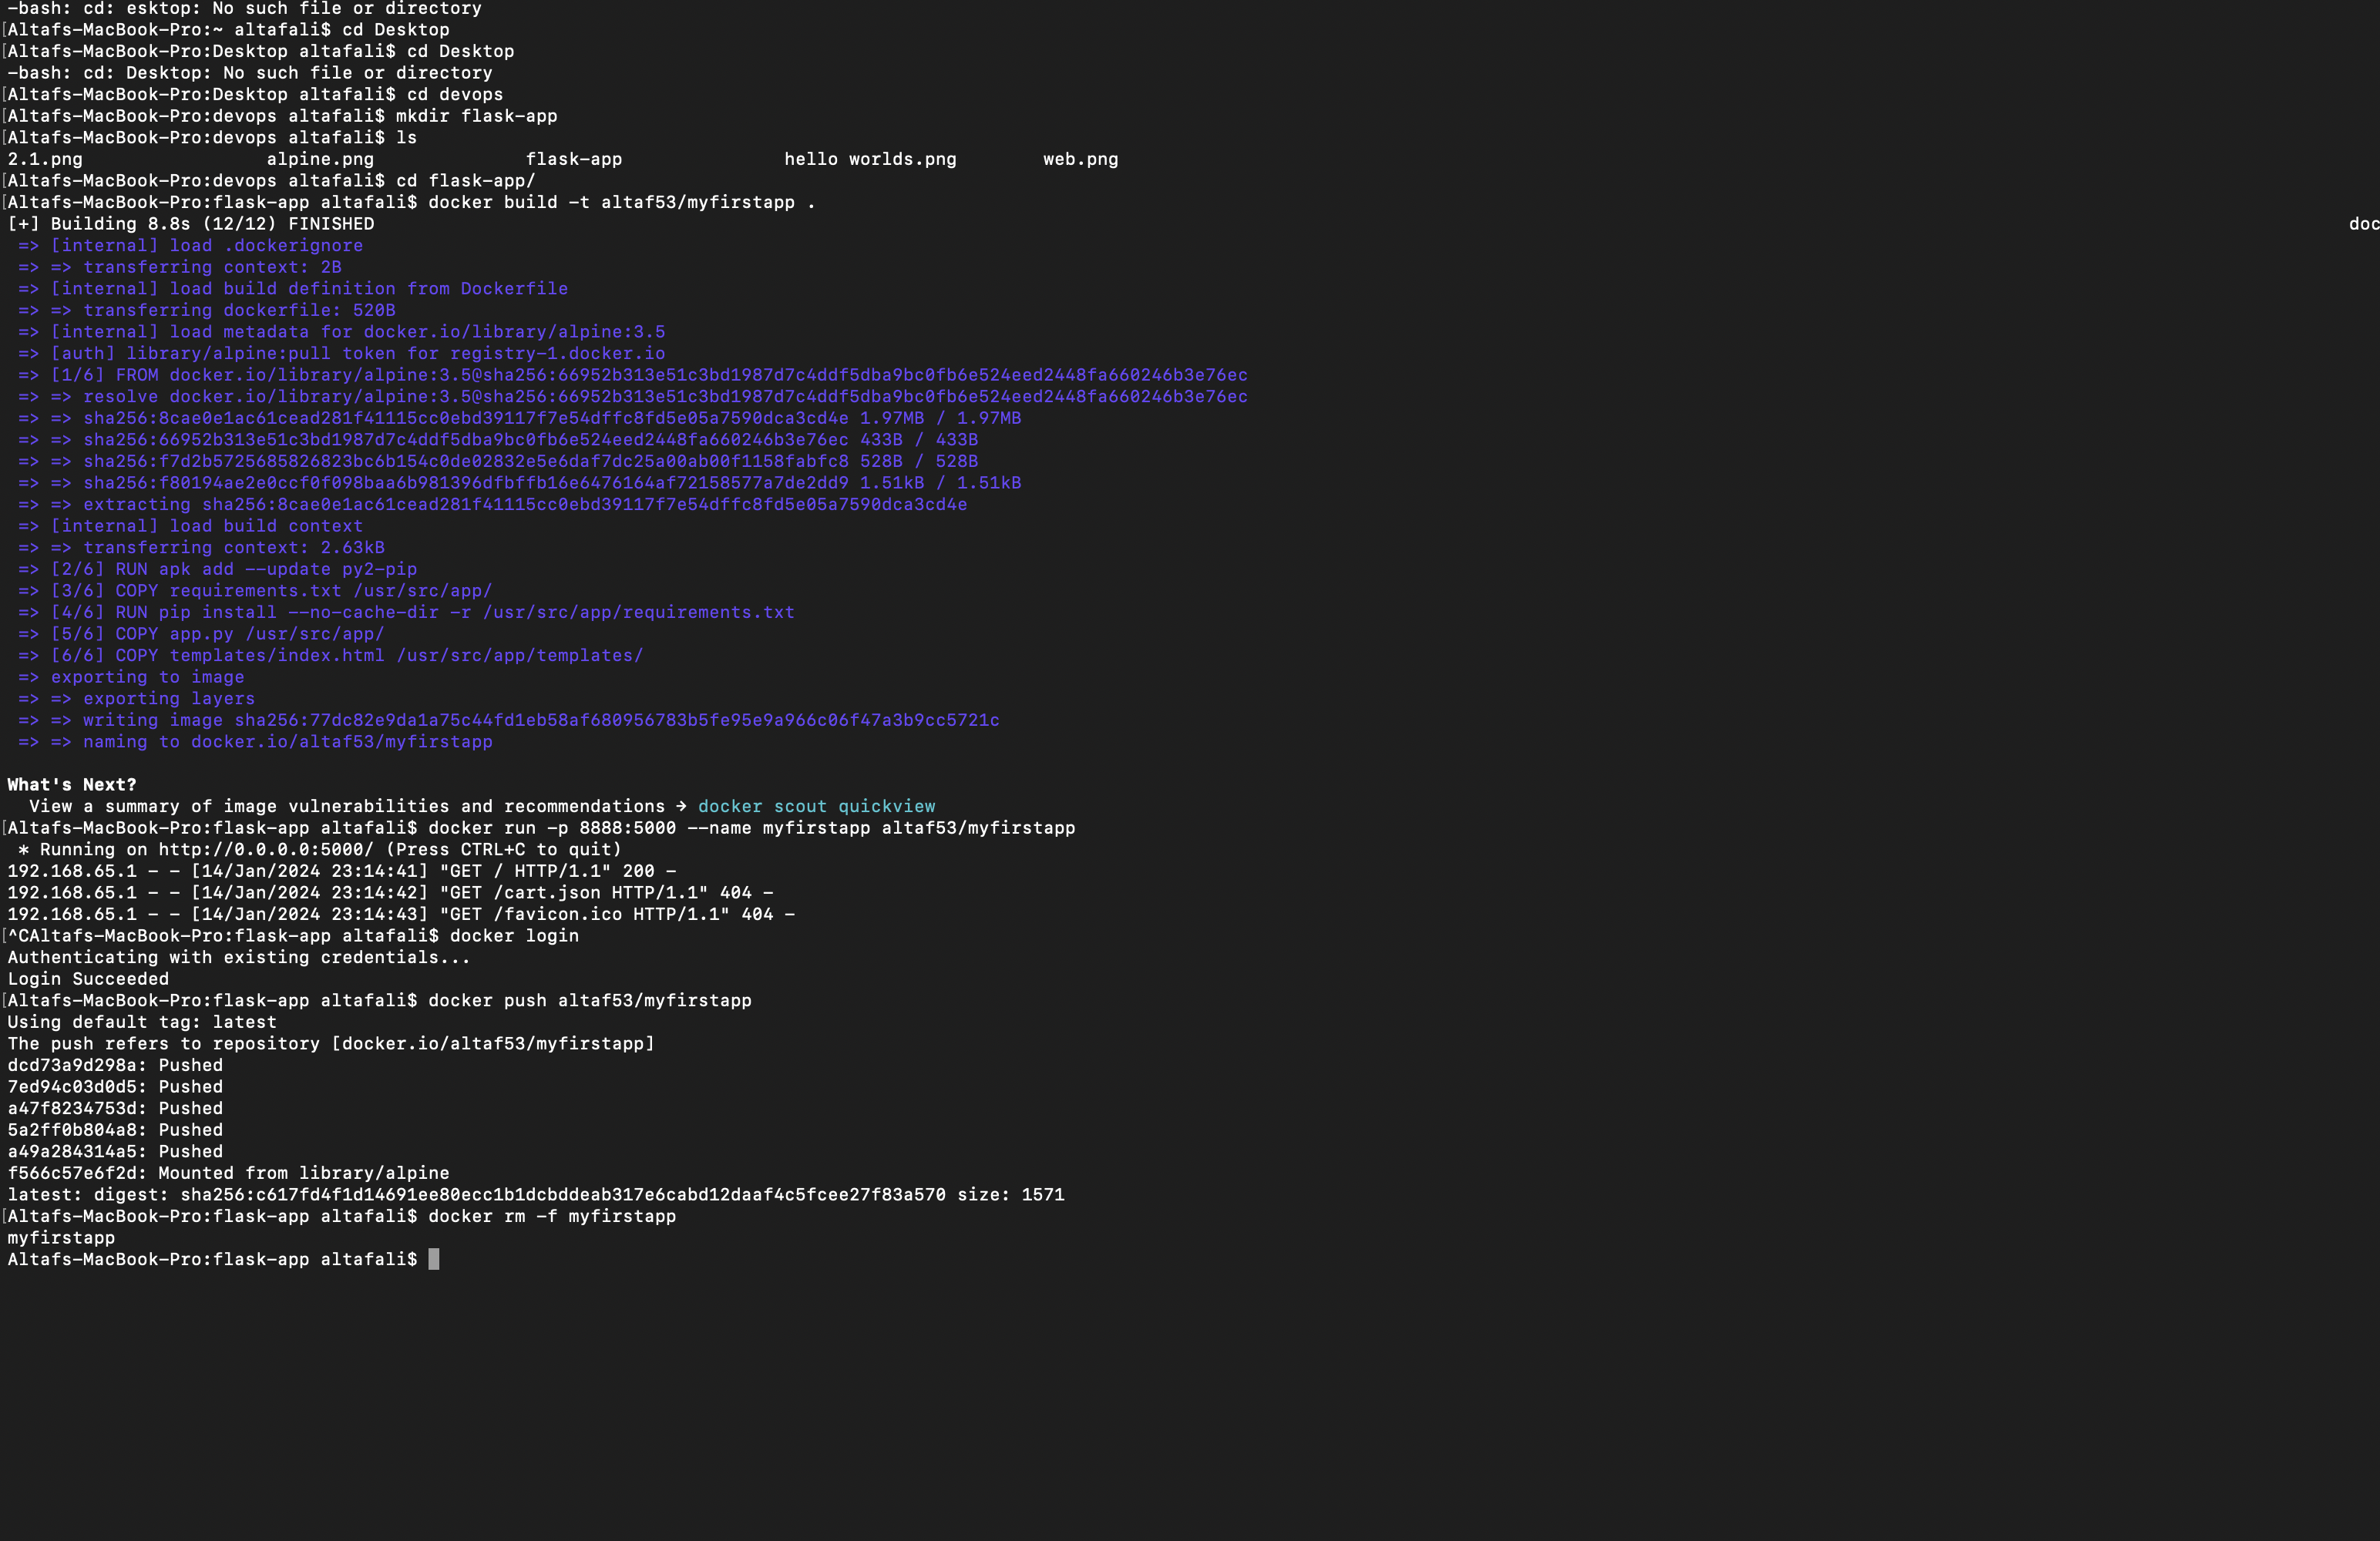 -bash: cd: esktop: No such file or directory
[Altafs-MacBook-Pro:~ altafali$ cd Desktop
[Altafs-MacBook-Pro:Desktop altafali$ cd Desktop
-bash: cd: Desktop: No such file or directory
[Altafs-MacBook-Pro:Desktop altafali$ cd devops
[Altafs-MacBook-Pro:devops altafali$ mkdir flask-app
[Altafs-MacBook-Pro:devops altafali$ ls
2.1.png alpine.png flask-app hello worlds.png web.png
[Altafs-MacBook-Pro:devops altafali$ cd flask-app/
[Altafs-MacBook-Pro:flask-app altafali$ docker build -t altaf53/myfirstapp .
[+] Building 8.8s (12/12) FINISHED doc
=> [internal] load .dockerignore
=> => transferring context: 2B
=> [internal] load build definition from Dockerfile
=> => transferring dockerfile: 520B
=> [internal] load metadata for docker.io/library/alpine:3.5
=> [auth] library/alpine:pull token for registry-1.docker.io
=> [1/6] FROM docker.io/library/alpine:3.5@sha256:66952b313e51c3bd1987d7c4ddf5dba9bc0fb6e524eed2448fa660246b3e76ec
=> => resolve docker.io/library/alpine:3.5@sha256:66952b313e51c3bd1987d7c4ddf5dba9bc0fb6e524eed2448fa660246b3e76ec
=> => sha256:8cae0e1ac61cead281f41115cc0ebd39117f7e54dffc8fd5e05a7590dca3cd4e 1.97MB / 1.97MB
=> => sha256:66952b313e51c3bd1987d7c4ddf5dba9bc0fb6e524eed2448fa660246b3e76ec 433B / 433B
=> => sha256:f7d2b5725685826823bc6b154c0de02832e5e6daf7dc25a00ab00f1158fabfc8 528B / 528B
=> => sha256:f80194ae2e0ccf0f098baa6b981396dfbffb16e6476164af72158577a7de2dd9 1.51kB / 1.51kB
=> => extracting sha256:8cae0e1ac61cead281f41115cc0ebd39117f7e54dffc8fd5e05a7590dca3cd4e
=> [internal] load build context
=> => transferring context: 2.63kB
=> [2/6] RUN apk add --update py2-pip
=> [3/6] COPY requirements.txt /usr/src/app/
=> [4/6] RUN pip install --no-cache-dir -r /usr/src/app/requirements.txt
=> [5/6] COPY app.py /usr/src/app/
=> [6/6] COPY templates/index.html /usr/src/app/templates/
=> exporting to image
=> => exporting layers
=> => writing image sha256:77dc82e9da1a75c44fd1eb58af680956783b5fe95e9a966c06f47a3b9cc5721c
=> => naming to docker.io/altaf53/myfirstapp
What's Next?
View a summary of image vulnerabilities and recommendations → docker scout quickview
[Altafs-MacBook-Pro:flask-app altafali$ docker run -p 8888:5000 --name myfirstapp altaf53/myfirstapp
* Running on http://0.0.0.0:5000/ (Press CTRL+C to quit)
192.168.65.1 - - [14/Jan/2024 23:14:41] "GET / HTTP/1.1" 200 -
192.168.65.1 - - [14/Jan/2024 23:14:42] "GET /cart.json HTTP/1.1" 404 -
192.168.65.1 - - [14/Jan/2024 23:14:43] "GET /favicon.ico HTTP/1.1" 404 -
[^CAltafs-MacBook-Pro:flask-app altafali$ docker login
Authenticating with existing credentials...
Login Succeeded
[Altafs-MacBook-Pro:flask-app altafali$ docker push altaf53/myfirstapp
Using default tag: latest
The push refers to repository [docker.io/altaf53/myfirstapp]
dcd73a9d298a: Pushed
7ed94c03d0d5: Pushed
a47f8234753d: Pushed
5a2ff0b804a8: Pushed
a49a284314a5: Pushed
f566c57e6f2d: Mounted from library/alpine
latest: digest: sha256:c617fd4f1d14691ee80ecc1b1dcbddeab317e6cabd12daaf4c5fcee27f83a570 size: 1571
[Altafs-MacBook-Pro:flask-app altafali$ docker rm -f myfirstapp
myfirstapp
Altafs-MacBook-Pro:flask-app altafali$